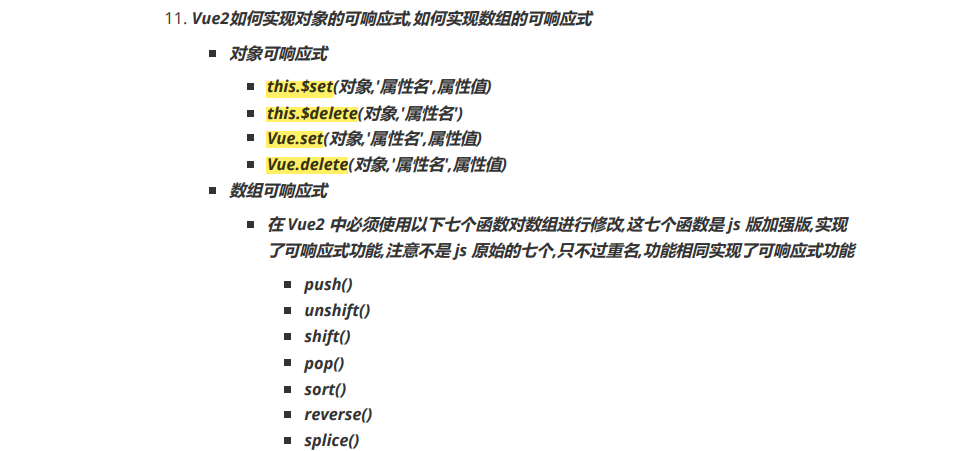 11. Vue2如何实现对象的可响应式,如何实现数组的可响应式
对象可响应式
this.$set(对象,'属性名',属性值)
this.$delete(对象,'属性名')
Vue.set(对象,'属性名',属性值)
Vue.delete(对象,'属性名',属性值)
数组可响应式
在 Vue2 中必须使用以下七个函数对数组进行修改,这七个函数是 js 版加强版,实现
了可响应式功能,注意不是 js 原始的七个,只不过重名,功能相同实现了可响应式功能
push()
unshift()
shift()
pop()
sort()
reverse()
splice()